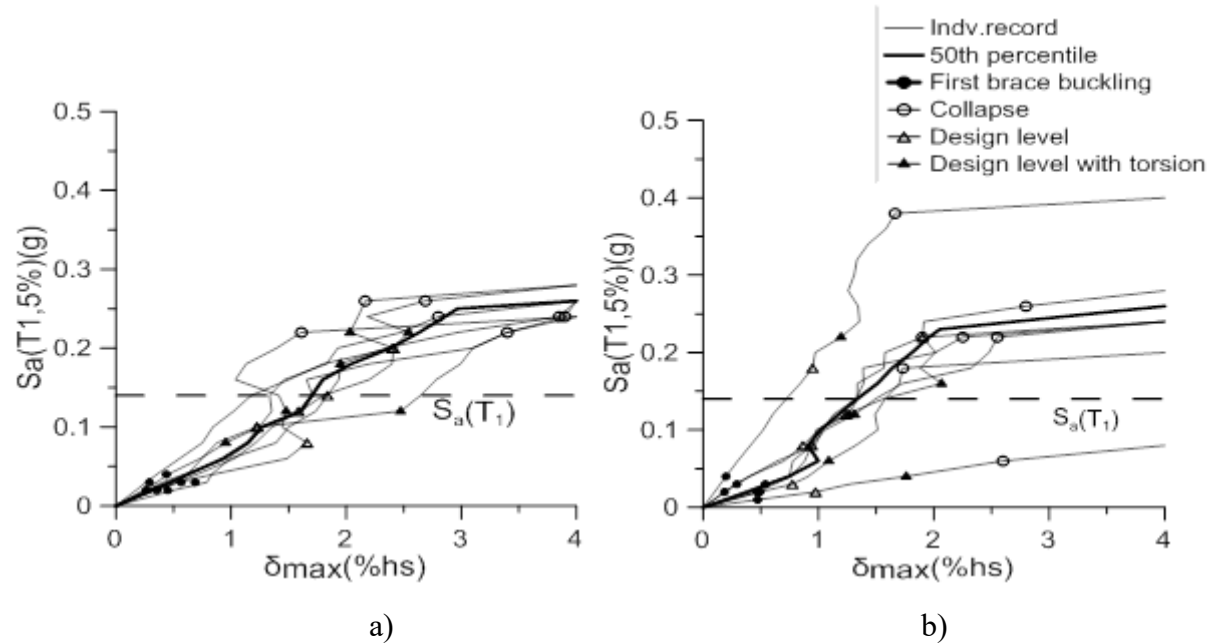 Indv.record
50th percentile
First brace buckling
Collapse
Design level
Design level with torsion
Sa(T1,5%)(g)
0.5
0.4
0.3
0.2
0.1
0
Sa(T1)
0 1 2 3 4
δmax(%hs)
a)
Sa(T1,5%)(g)
0.5
0.4
0.3
0.2
0.1
0
Sa(T1)
0 1 2 3 4
δmax(%hs)
b)